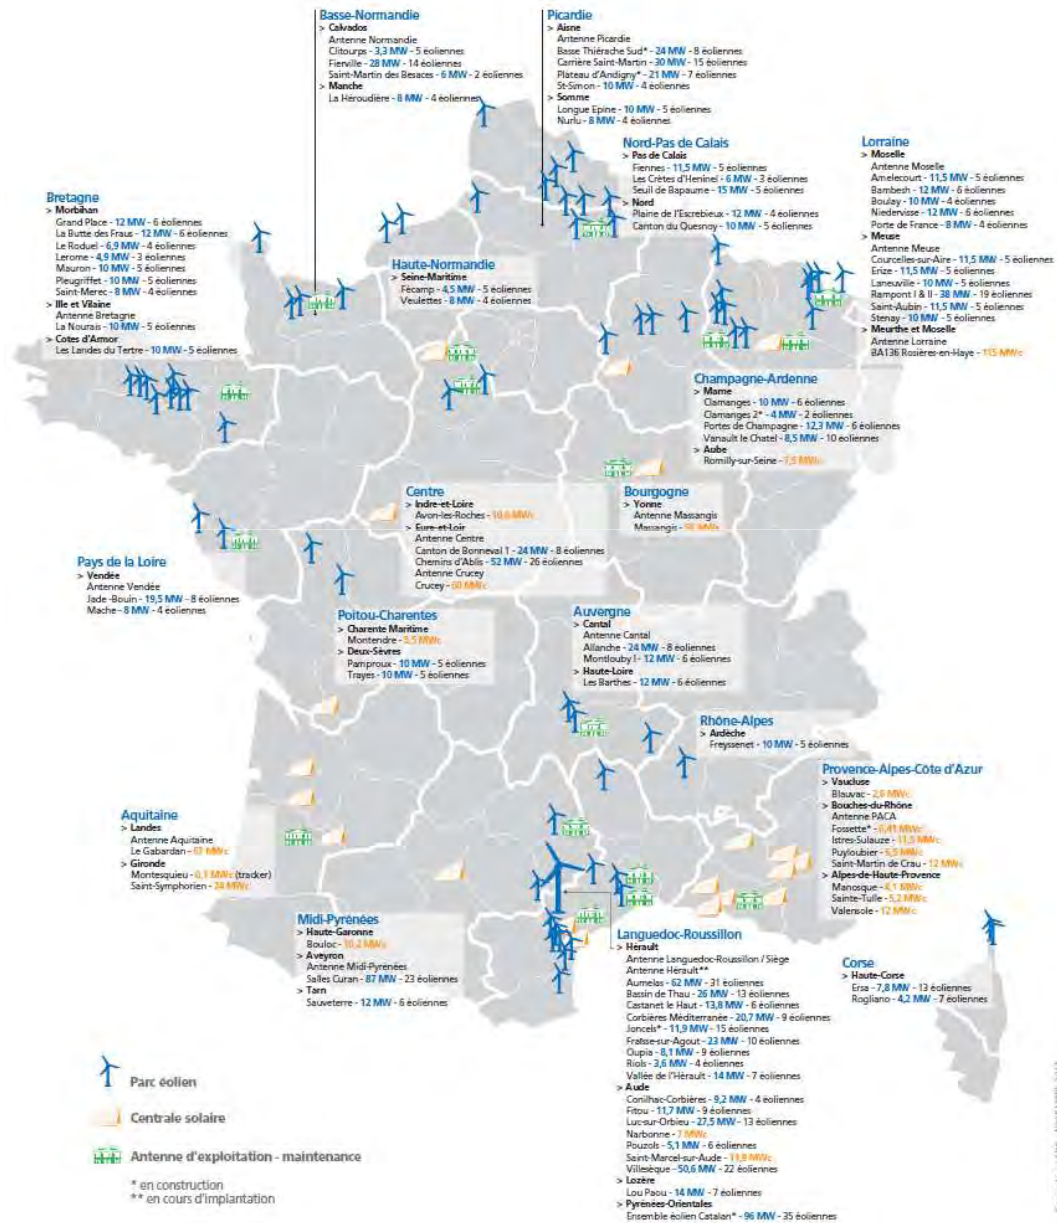 Basse-Normandie
> Calvados
Antenne Normandie
Clitourps - 3,3 MW - 5 éoliennes
Fierville - 28 MW - 14 éoliennes
Saint-Martin des Besaces - 6 MW - 2 éoliennes
> Manche
La Héroudière - 8 MW - 4 éoliennes
Picardie
> Aisne
Antenne Picardie
Basse Thiérache Sud* - 24 MW - 8 éoliennes
Carrière Saint-Martin - 30 MW - 15 éoliennes
Plateau d'Andigny* - 21 MW - 7 éoliennes
St-Simon - 10 MW - 4 éoliennes
> Somme
Longue Epine - 10 MW - 5 éoliennes
Nurlu - 8 MW - 4 éoliennes
Nord-Pas de Calais
> Pas de Calais
Fiennes - 11,5 MW - 5 éoliennes
Les Crêtes d'Heninel - 6 MW - 3 éoliennes
Seuil de Bapaume - 15 MW - 5 éoliennes
> Nord
Plaine de l'Escrebieux - 12 MW - 4 éoliennes
Canton du Quesnoy - 10 MW - 5 éoliennes
Lorraine
> Moselle
Antenne Moselle
Amelecourt - 11,5 MW - 5 éoliennes
Bambesh - 12 MW - 6 éoliennes
Boulay - 10 MW - 4 éoliennes
Niedervisse - 12 MW - 6 éoliennes
Porte de France - 8 MW - 4 éoliennes
> Meuse
Antenne Meuse
Courcelles-sur-Aire - 11,5 MW - 5 éoliennes
Erize - 11,5 MW - 5 éoliennes
Laneuville - 10 MW - 5 éoliennes
Rampont I & II - 38 MW - 19 éoliennes
Saint-Aubin - 11,5 MW - 5 éoliennes
Stenay - 10 MW - 5 éoliennes
> Meurthe et Moselle
Antenne Lorraine
BA136 Rosières-en-Haye - 115 MWc
Bretagne
> Morbihan
Grand Place - 12 MW - 6 éoliennes
La Butte des Fraus - 12 MW - 6 éoliennes
Le Roduel - 6,9 MW - 4 éoliennes
Lerome - 4,9 MW - 3 éoliennes
Mauron - 10 MW - 5 éoliennes
Pleugriffet - 10 MW - 5 éoliennes
Saint-Merec - 8 MW - 4 éoliennes
> Ille et Vilaine
Antenne Bretagne
La Nourais - 10 MW - 5 éoliennes
> Cotes d'Armor
Les Landes du Tertre - 10 MW - 5 éoliennes
Haute-Normandie
> Seine-Maritime
Fécamp - 4,5 MW - 5 éoliennes
Veulettes - 8 MW - 4 éoliennes
Champagne-Ardenne
> Marne
Clamanges - 10 MW - 6 éoliennes
Clamanges 2* - 4 MW - 2 éoliennes
Portes de Champagne - 12,3 MW - 6 éoliennes
Vanault le Chatel - 8,5 MW - 10 éoliennes
> Aube
Romilly-sur-Seine - MWc
Centre
> Indre-et-Loire
Avon-les-Roches - MWc
> Eure-et-Loir
Antenne Centre
Canton de Bonneval 1 - 24 MW - 8 éoliennes
Chemins d'Ablis - 52 MW - 26 éoliennes
Antenne Crucey
Crucey - 60 MWc
Bourgogne
> Yonne
Antenne Massangis
Massangis - MWc
Pays de la Loire
> Vendée
Antenne Vendée
Jade -Bouin - 19,5 MW - 8 éoliennes
Mache - 8 MW - 4 éoliennes
Poitou-Charentes
> Charente Maritime
Montendre - MWc
> Deux-Sèvres
Pamproux - 10 MW - 5 éoliennes
Trayes - 10 MW - 5 éoliennes
Auvergne
> Cantal
Antenne Cantal
Allanche - 24 MW - 8 éoliennes
Montlouby I - 12 MW - 6 éoliennes
> Haute-Loire
Les Barthes - 12 MW - 6 éoliennes
Rhône-Alpes
> Ardèche
Freyssenet - 10 MW - 5 éoliennes
Provence-Alpes-Côte d'Azur
> Vaucluse
Blauvac - MWc
> Bouches-du-Rhône
Antenne PACA
Fossette* - MWc
Istres-Sulauze - 11,5 MWc
Puyloubier - MWc
Saint-Martin de Crau - 12 MWc
> Alpes-de-Haute-Provence
Manosque - 4,1 MWc
Sainte-Tulle - 5,2 MWc
Valensole - 12 MWc
Aquitaine
> Landes
Antenne Aquitaine
Le Gabardan - 67 MWc
> Gironde
Montesquieu - 0,1 MWc (tracker)
Saint-Symphorien - 24 MWc
Midi-Pyrénées
> Haute-Garonne
Bouloc - 10,2 MWc
> Aveyron
Antenne Midi-Pyrénées
Salles Curan - 87 MW - 23 éoliennes
> Tarn
Sauveterre - 12 MW - 6 éoliennes
Languedoc-Roussillon
> Hérault
Antenne Languedoc-Roussillon / Siège
Antenne Hérault**
Aumelas - 62 MW - 31 éoliennes
Bassin de Thau - 26 MW - 13 éoliennes
Castanet le Haut - 13,8 MW - 6 éoliennes
Corbières Méditerranée - 20,7 MW - 9 éoliennes
Joncels* - 11,9 MW - 15 éoliennes
Fraïsse-sur-Agout - 23 MW - 10 éoliennes
Oupia - 8,1 MW - 9 éoliennes
Riols - 3,6 MW - 4 éoliennes
Vallée de l'Hérault - 14 MW - 7 éoliennes
> Aude
Conilhac-Corbières - 9,2 MW - 4 éoliennes
Fitou - 11,7 MW - 9 éoliennes
Luc-sur-Orbieu - 27,5 MW - 13 éoliennes
Narbonne - 7 MWc
Pouzols - 5,1 MW - 6 éoliennes
Saint-Marcel-sur-Aude - MWc
Villesèque - 50,6 MW - 22 éoliennes
> Lozère
Lou Paou - 14 MW - 7 éoliennes
> Pyrénées-Orientales
Ensemble éolien Catalan* - 96 MW - 35 éoliennes
Corse
> Haute-Corse
Ersa - 7,8 MW - 13 éoliennes
Rogliano - 4,2 MW - 7 éoliennes
Parc éolien
Centrale solaire
Antenne d'exploitation - maintenance
* en construction
** en cours d'implantation